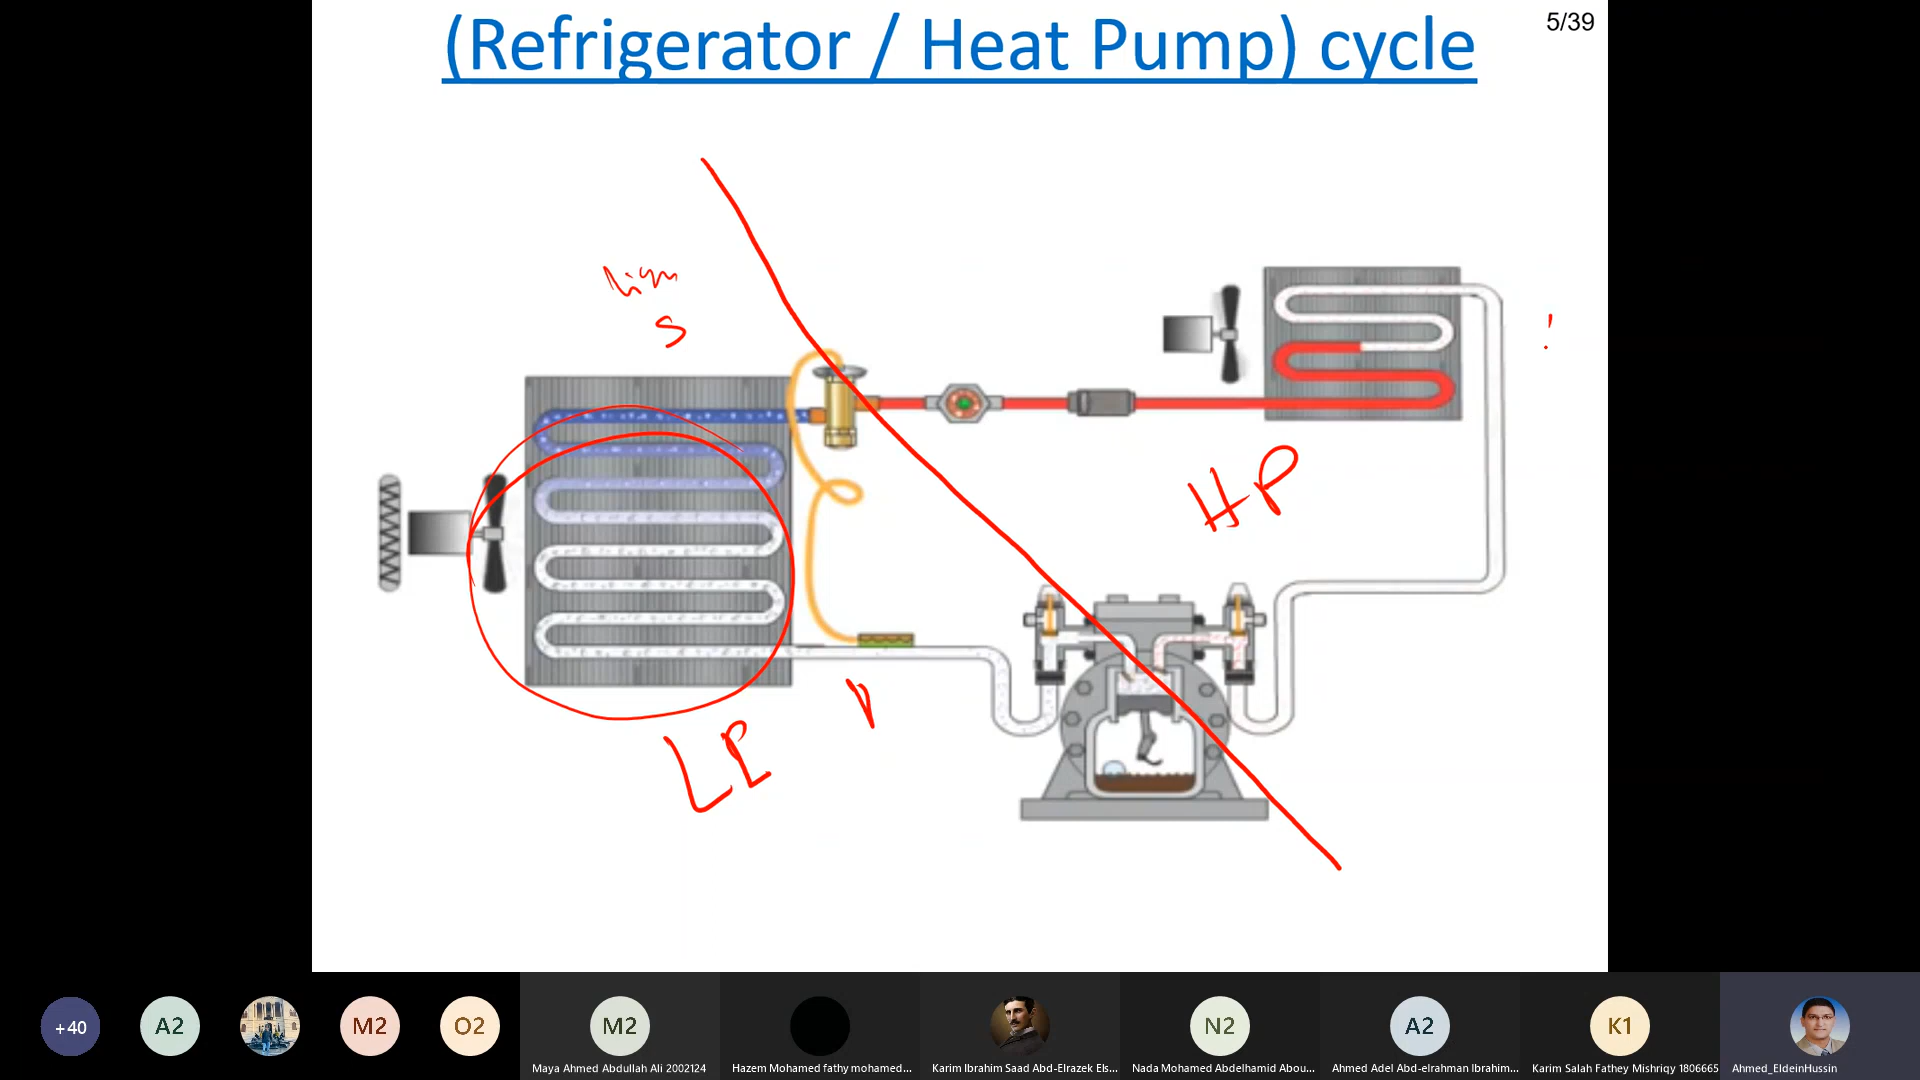 (Refrigerator / Heat Pump) cycle
5/39
S
HP
LP
+40
A2
M2
O2
M2
N2
A2
K1
Maya Ahmed Abdullah Ali 2002124
Hazem Mohamed fathy mohamed...
Karim Ibrahim Saad Abd-Elrazek Els...
Nada Mohamed Abdelhamid Abou...
Ahmed Adel Abd-elrahman Ibrahim...
Karim Salah Fathey Mishriqy 1806665
Ahmed_EldeinHussin